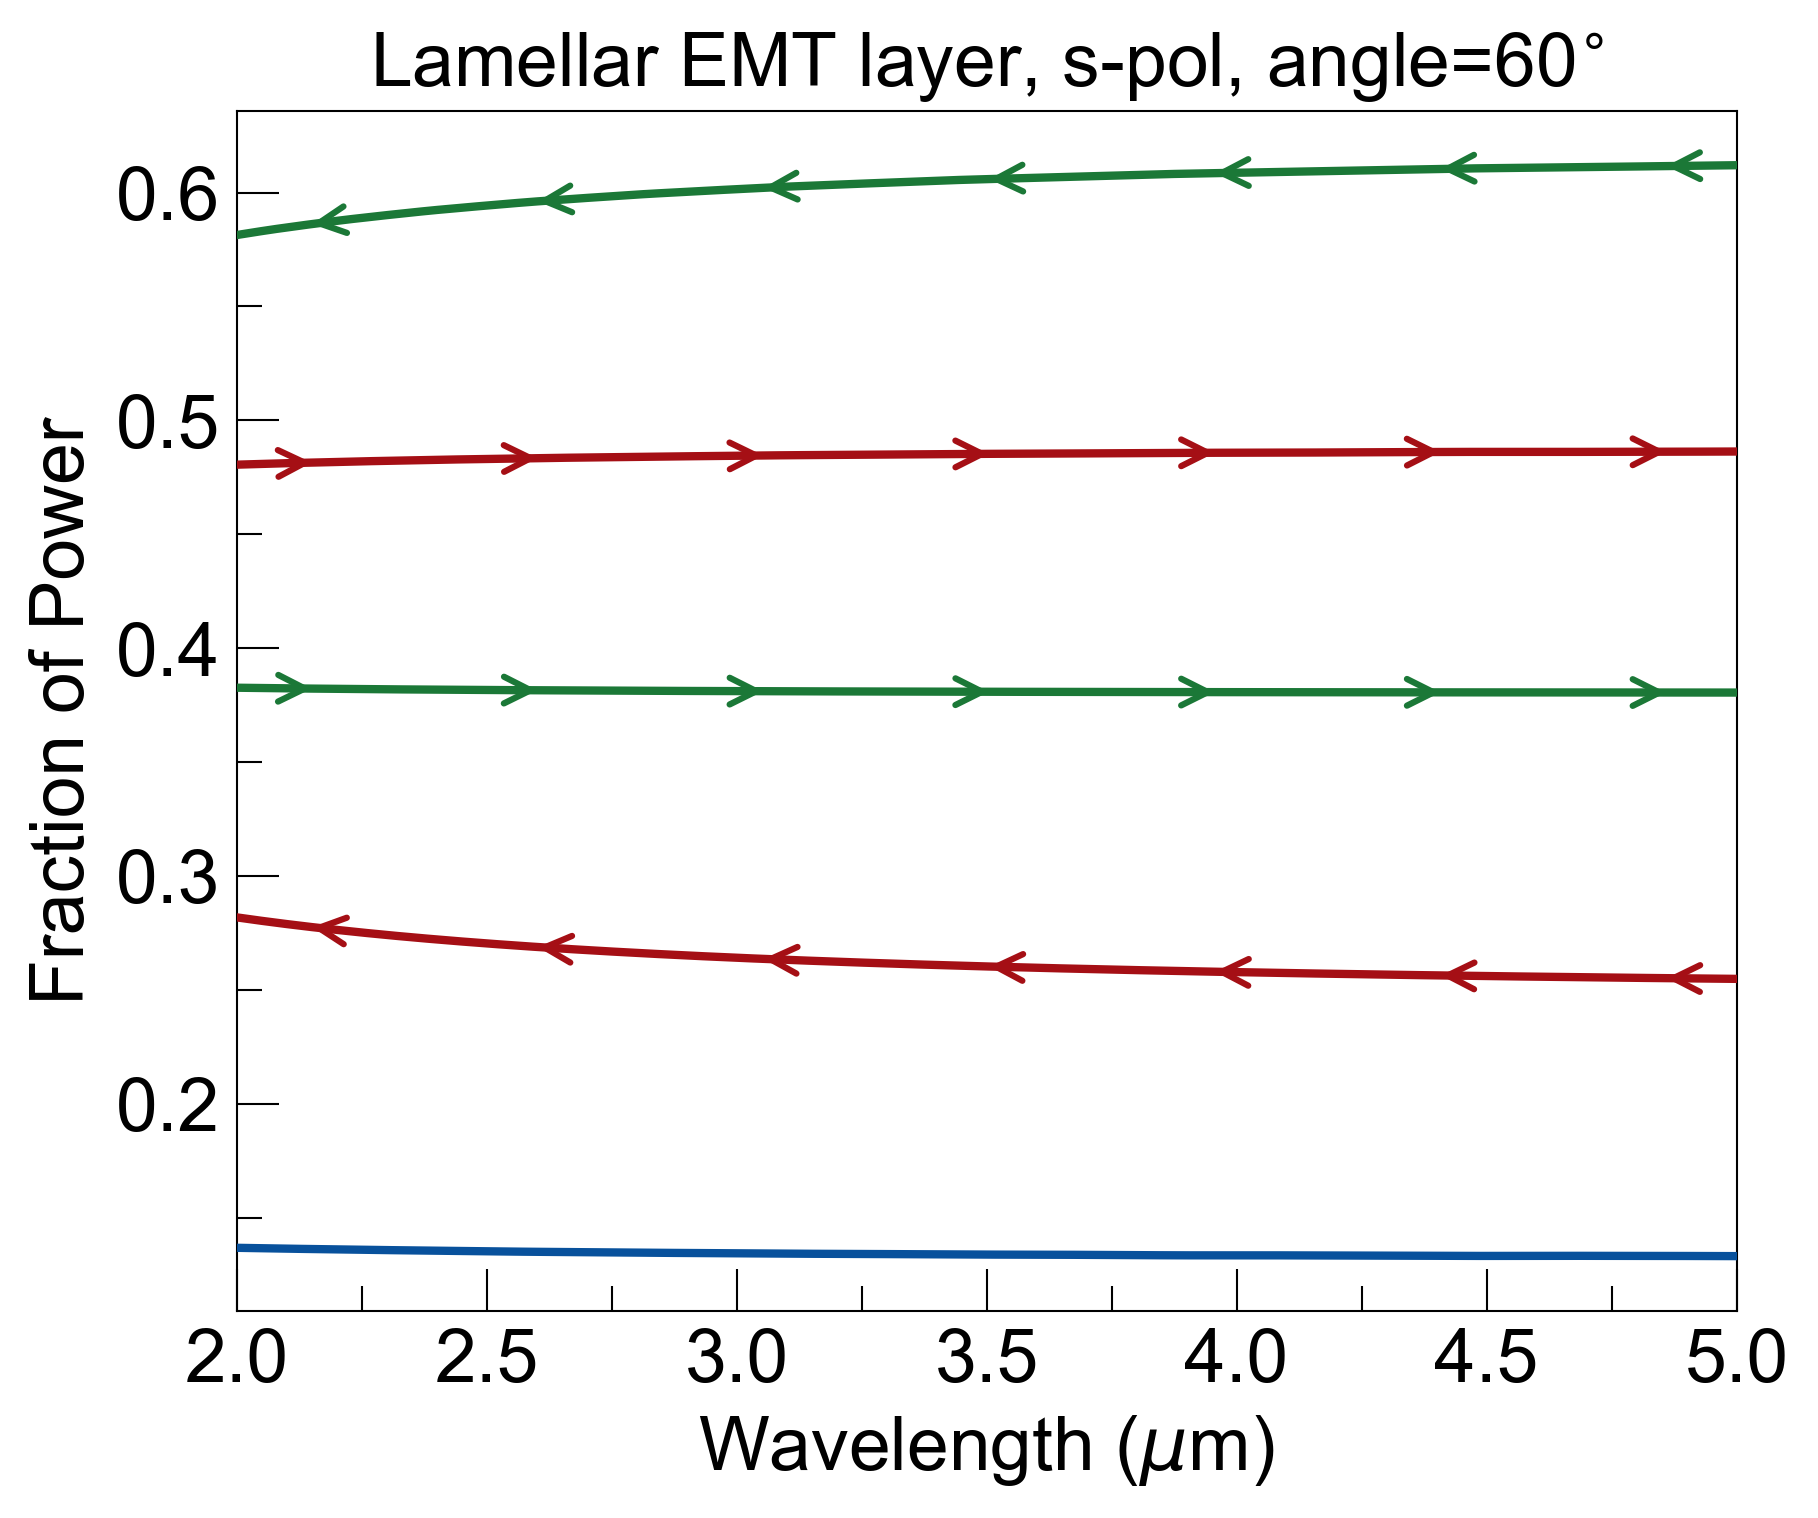 Lamellar EMT layer, s-pol, angle=60°
Fraction of Power
0.6
0.5
0.4
0.3
0.2
2.0 2.5 3.0 3.5 4.0 4.5 5.0
Wavelength (μm)